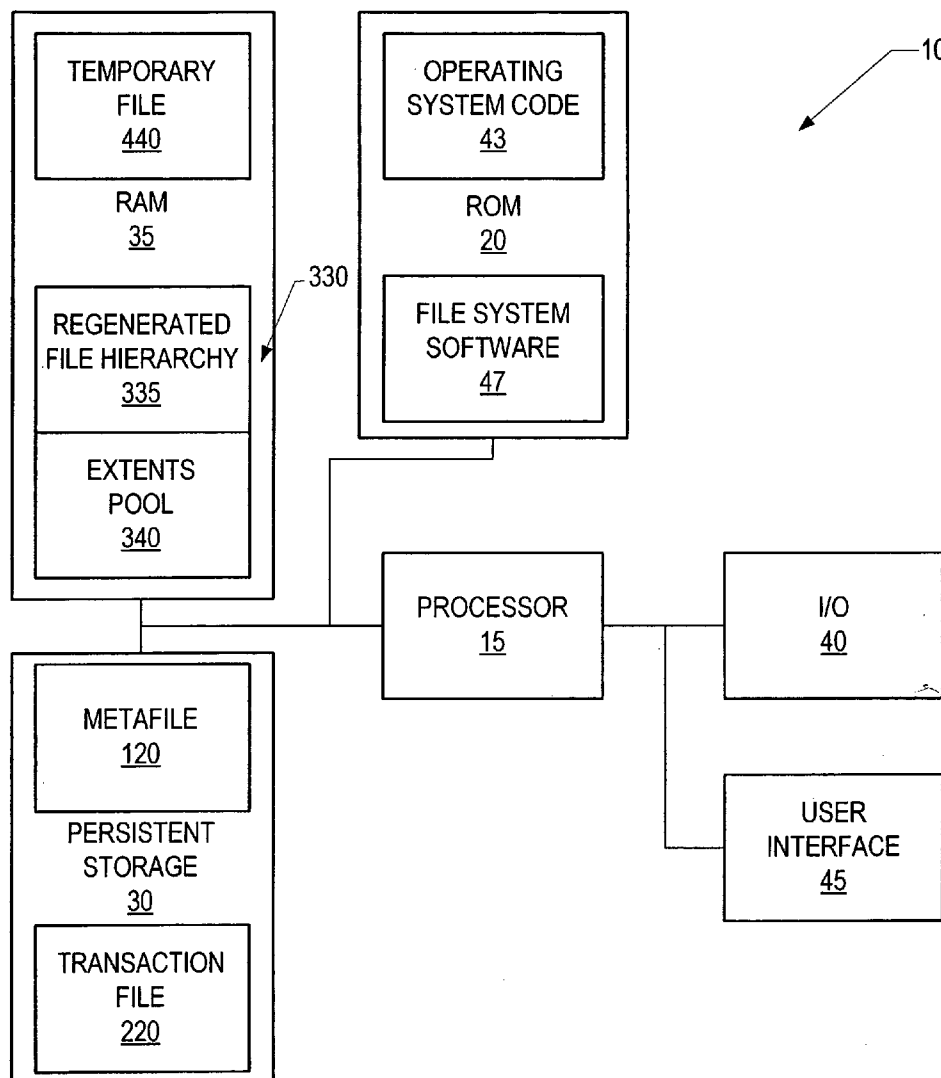 TEMPORARY
FILE
440
RAM
35
330
REGENERATED
FILE HIERARCHY
335
EXTENTS
POOL
340
OPERATING
SYSTEM CODE
43
ROM
20
FILE SYSTEM
SOFTWARE
47
10
PROCESSOR
15
I/O
40
METAFILE
120
PERSISTENT
STORAGE
30
TRANSACTION
FILE
220
USER
INTERFACE
45